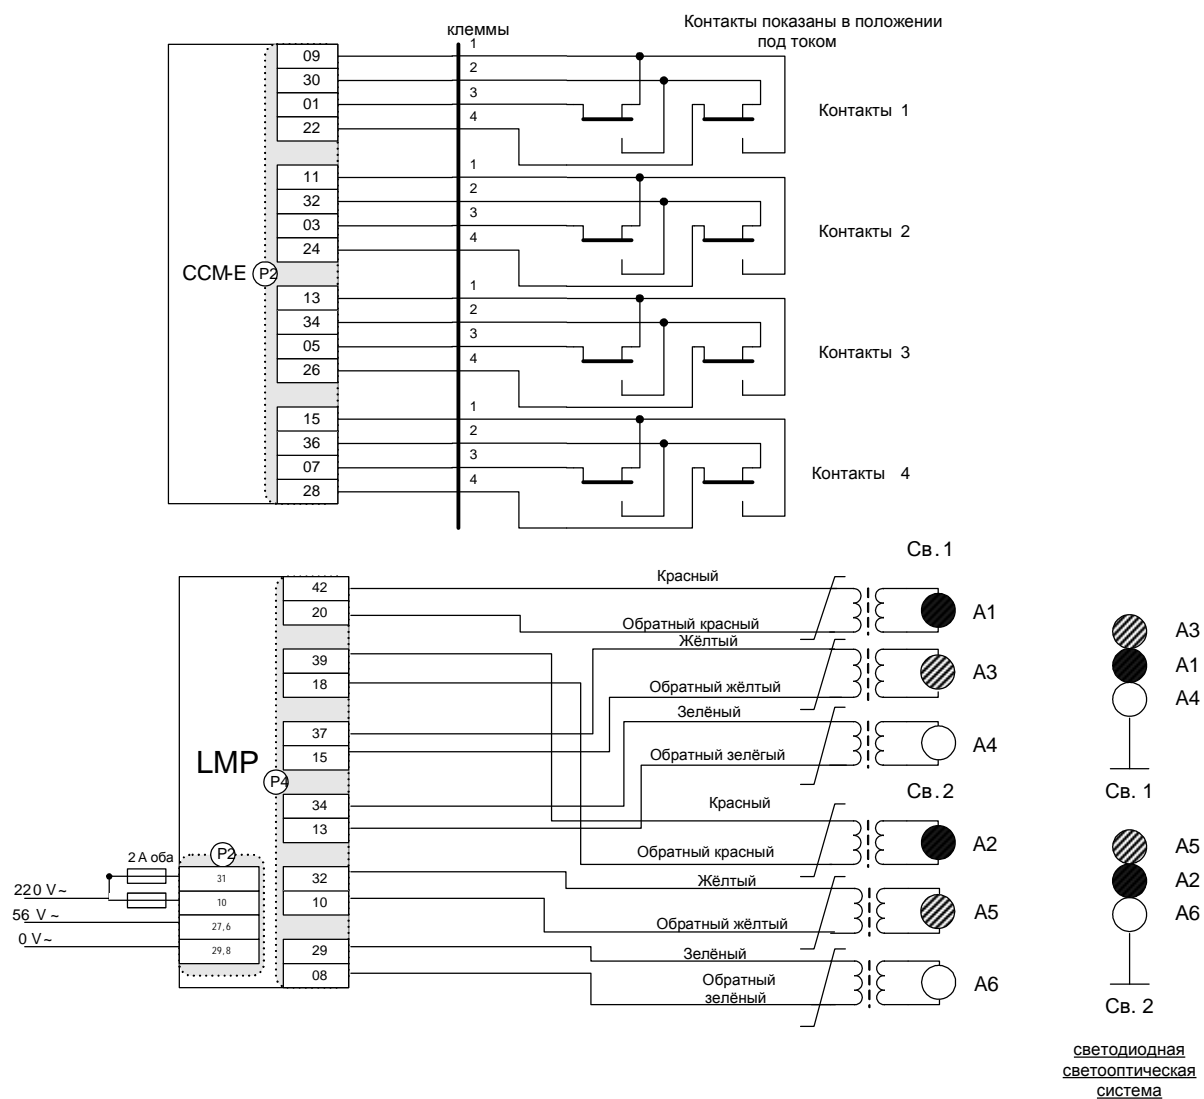 Контакты показаны в положении
под током
клеммы
09
30
01
22
1
2
3
4
Контакты 1
11
32
03
24
1
2
3
4
Контакты 2
CCM-E
P2
13
34
05
26
1
2
3
4
Контакты 3
15
36
07
28
1
2
3
4
Контакты 4
Св.1
42
20
Красный
Обратный красный
A1
39
18
Жёлтый
Обратный жёлтый
A3
37
15
Зелёный
Обратный зелёгый
A4
LMP
P4
34
13
Св.2
Красный
Обратный красный
A2
32
10
Жёлтый
Обратный жёлтый
A5
29
08
Зелёный
Обратный
зелёный
A6
P2
2 A оба
31
10
27,6
29,8
220 V~
56 V ~
0 V~
A3
A1
A4
Св. 1
A5
A2
A6
Св. 2
светодиодная
светооптическая
система